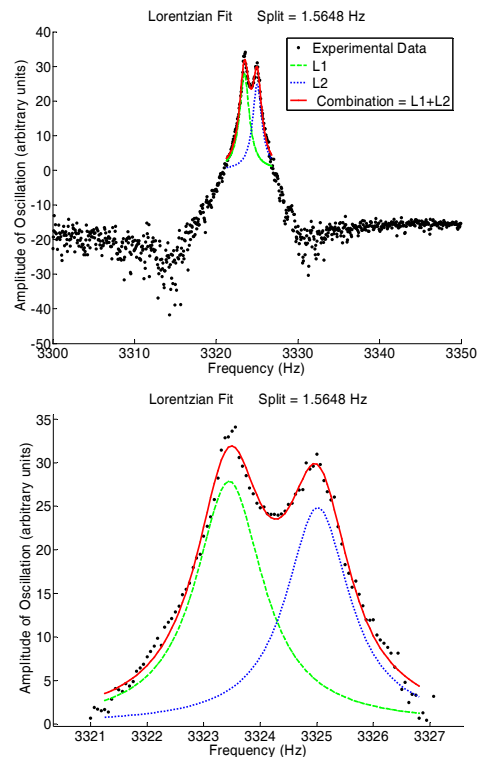 Lorentzian Fit Split = 1.5648 Hz
Amplitude of Oscillation (arbitrary units)
40
30
20
10
0
-10
-20
-30
-40
-50
Experimental Data
L1
L2
Combination = L1+L2
3300 3310 3320 3330 3340 3350
Frequency (Hz)
Lorentzian Fit Split = 1.5648 Hz
Amplitude of Oscillation (arbitrary units)
35
30
25
20
15
10
5
0
3321 3322 3323 3324 3325 3326 3327
Frequency (Hz)